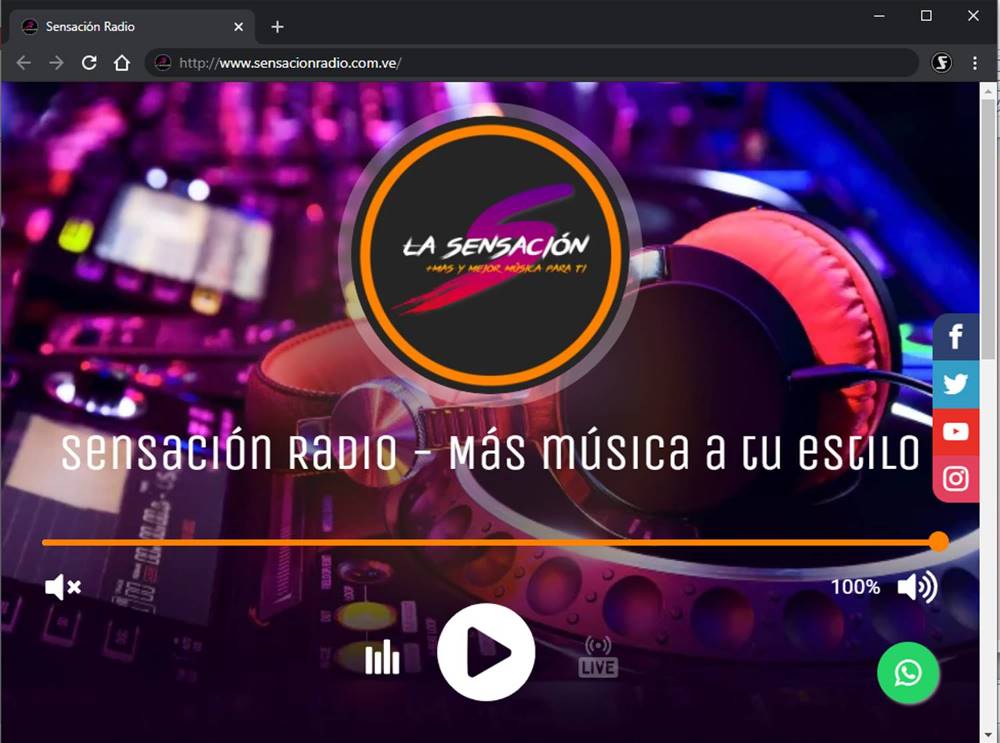 Sensación Radio
http://www.sensacionradio.com.ve/
LA SENSACIÓN
+MAS Y MEJOR MÚSICA PARA TI
Sensación Radio - Más música a tu estilo
100%
LIVE